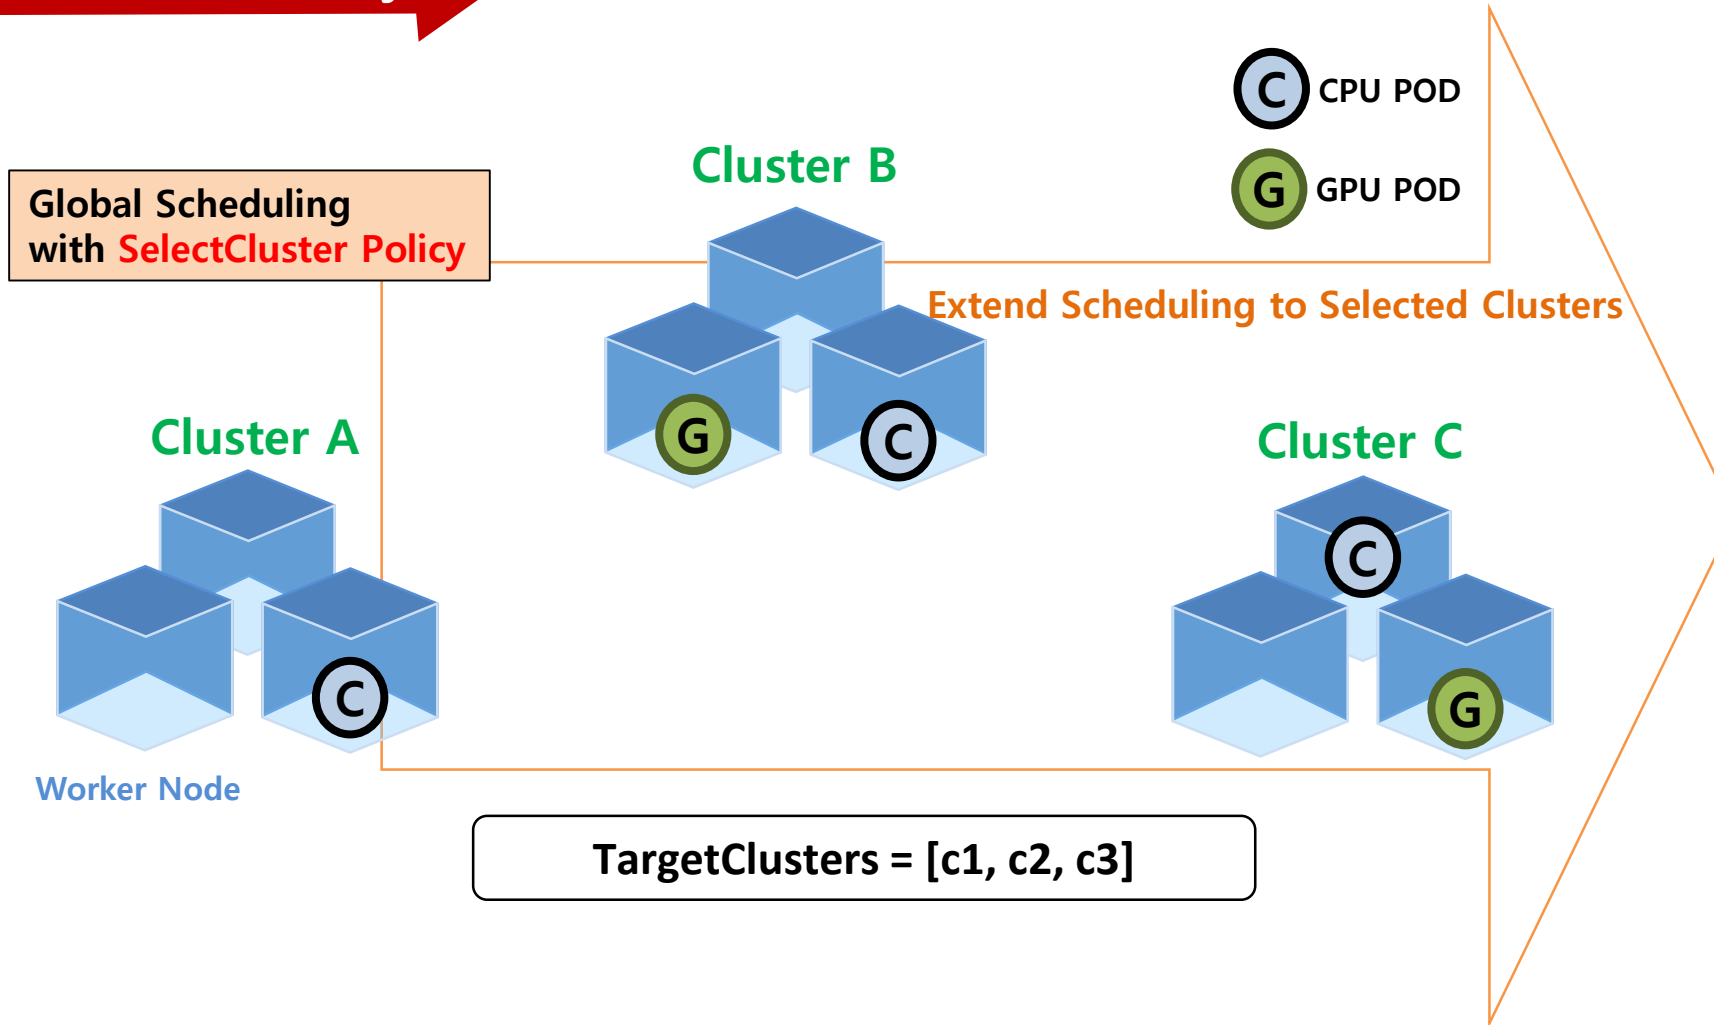 C CPU POD
G GPU POD
Global Scheduling
with SelectCluster Policy
Cluster B
Extend Scheduling to Selected Clusters
G
C
Cluster A
C
Cluster C
C
G
Worker Node
TargetClusters = [c1, c2, c3]